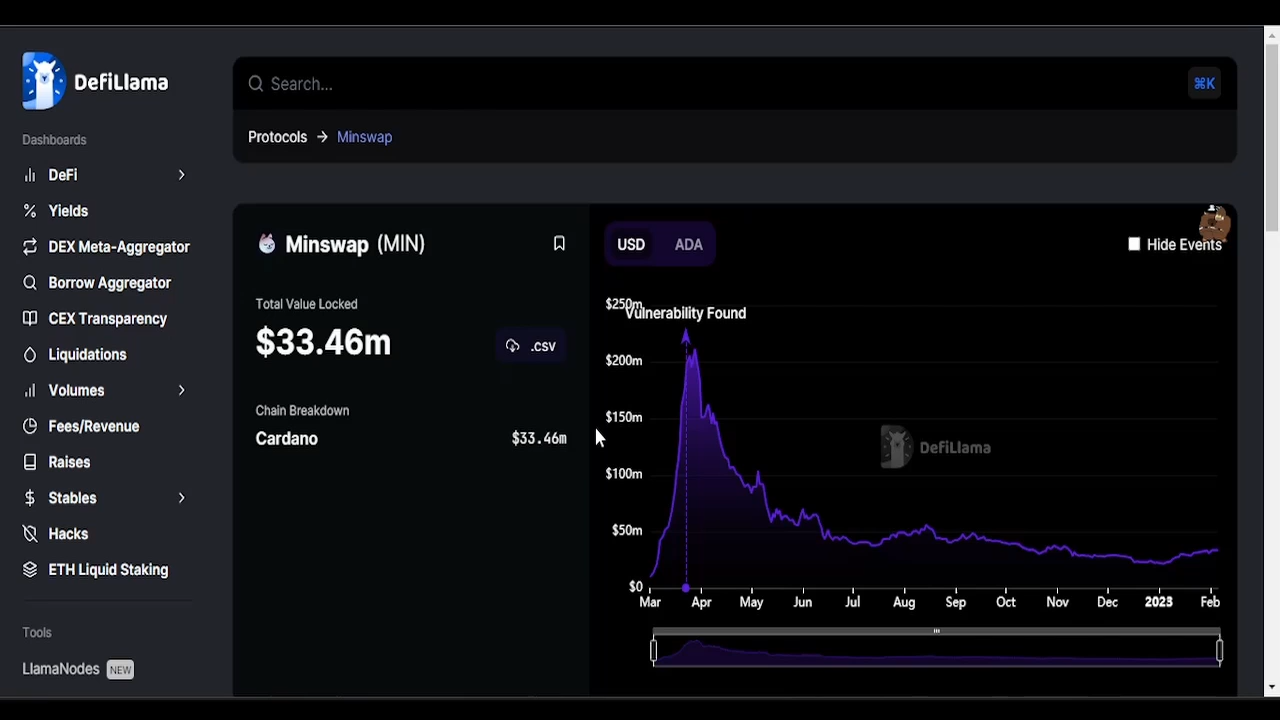 DefiLlama
Search...
⌘K
Protocols → Minswap
Dashboards
DeFi
Yields
DEX Meta-Aggregator
Borrow Aggregator
CEX Transparency
Liquidations
Volumes
Fees/Revenue
Raises
Stables
Hacks
ETH Liquid Staking
Tools
LlamaNodes NEW
Minswap (MIN)
Total Value Locked
$33.46m
.csv
Chain Breakdown
Cardano $33.46m
USD ADA
Hide Events
Vulnerability Found
$250m
$200m
$150m
$100m
$50m
$0
DefiLlama
Mar Apr May Jun Jul Aug Sep Oct Nov Dec 2023 Feb